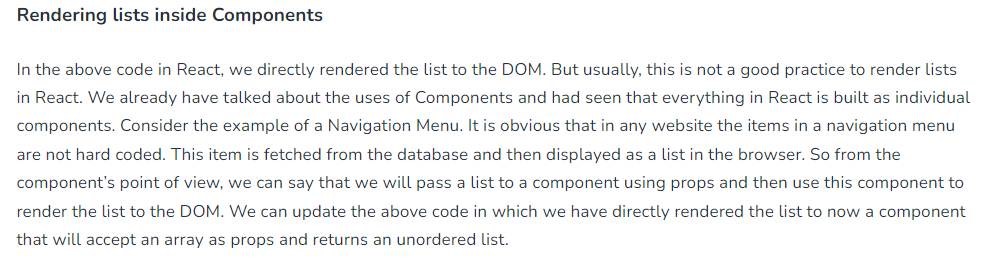 Rendering lists inside Components
In the above code in React, we directly rendered the list to the DOM. But usually, this is not a good practice to render lists
in React. We already have talked about the uses of Components and had seen that everything in React is built as individual
components. Consider the example of a Navigation Menu. It is obvious that in any website the items in a navigation menu
are not hard coded. This item is fetched from the database and then displayed as a list in the browser. So from the
component’s point of view, we can say that we will pass a list to a component using props and then use this component to
render the list to the DOM. We can update the above code in which we have directly rendered the list to now a component
that will accept an array as props and returns an unordered list.